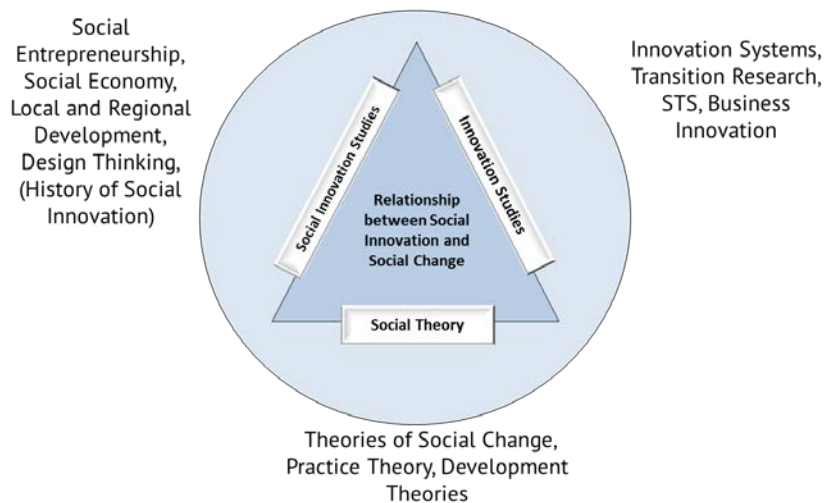 Social
Entrepreneurship,
Social Economy,
Local and Regional
Development,
Design Thinking,
(History of Social
Innovation)
Innovation Systems,
Transition Research,
STS, Business
Innovation
Social Innovation Studies
Innovation Studies
Relationship
between Social
Innovation and
Social Change
Social Theory
Theories of Social Change,
Practice Theory, Development
Theories